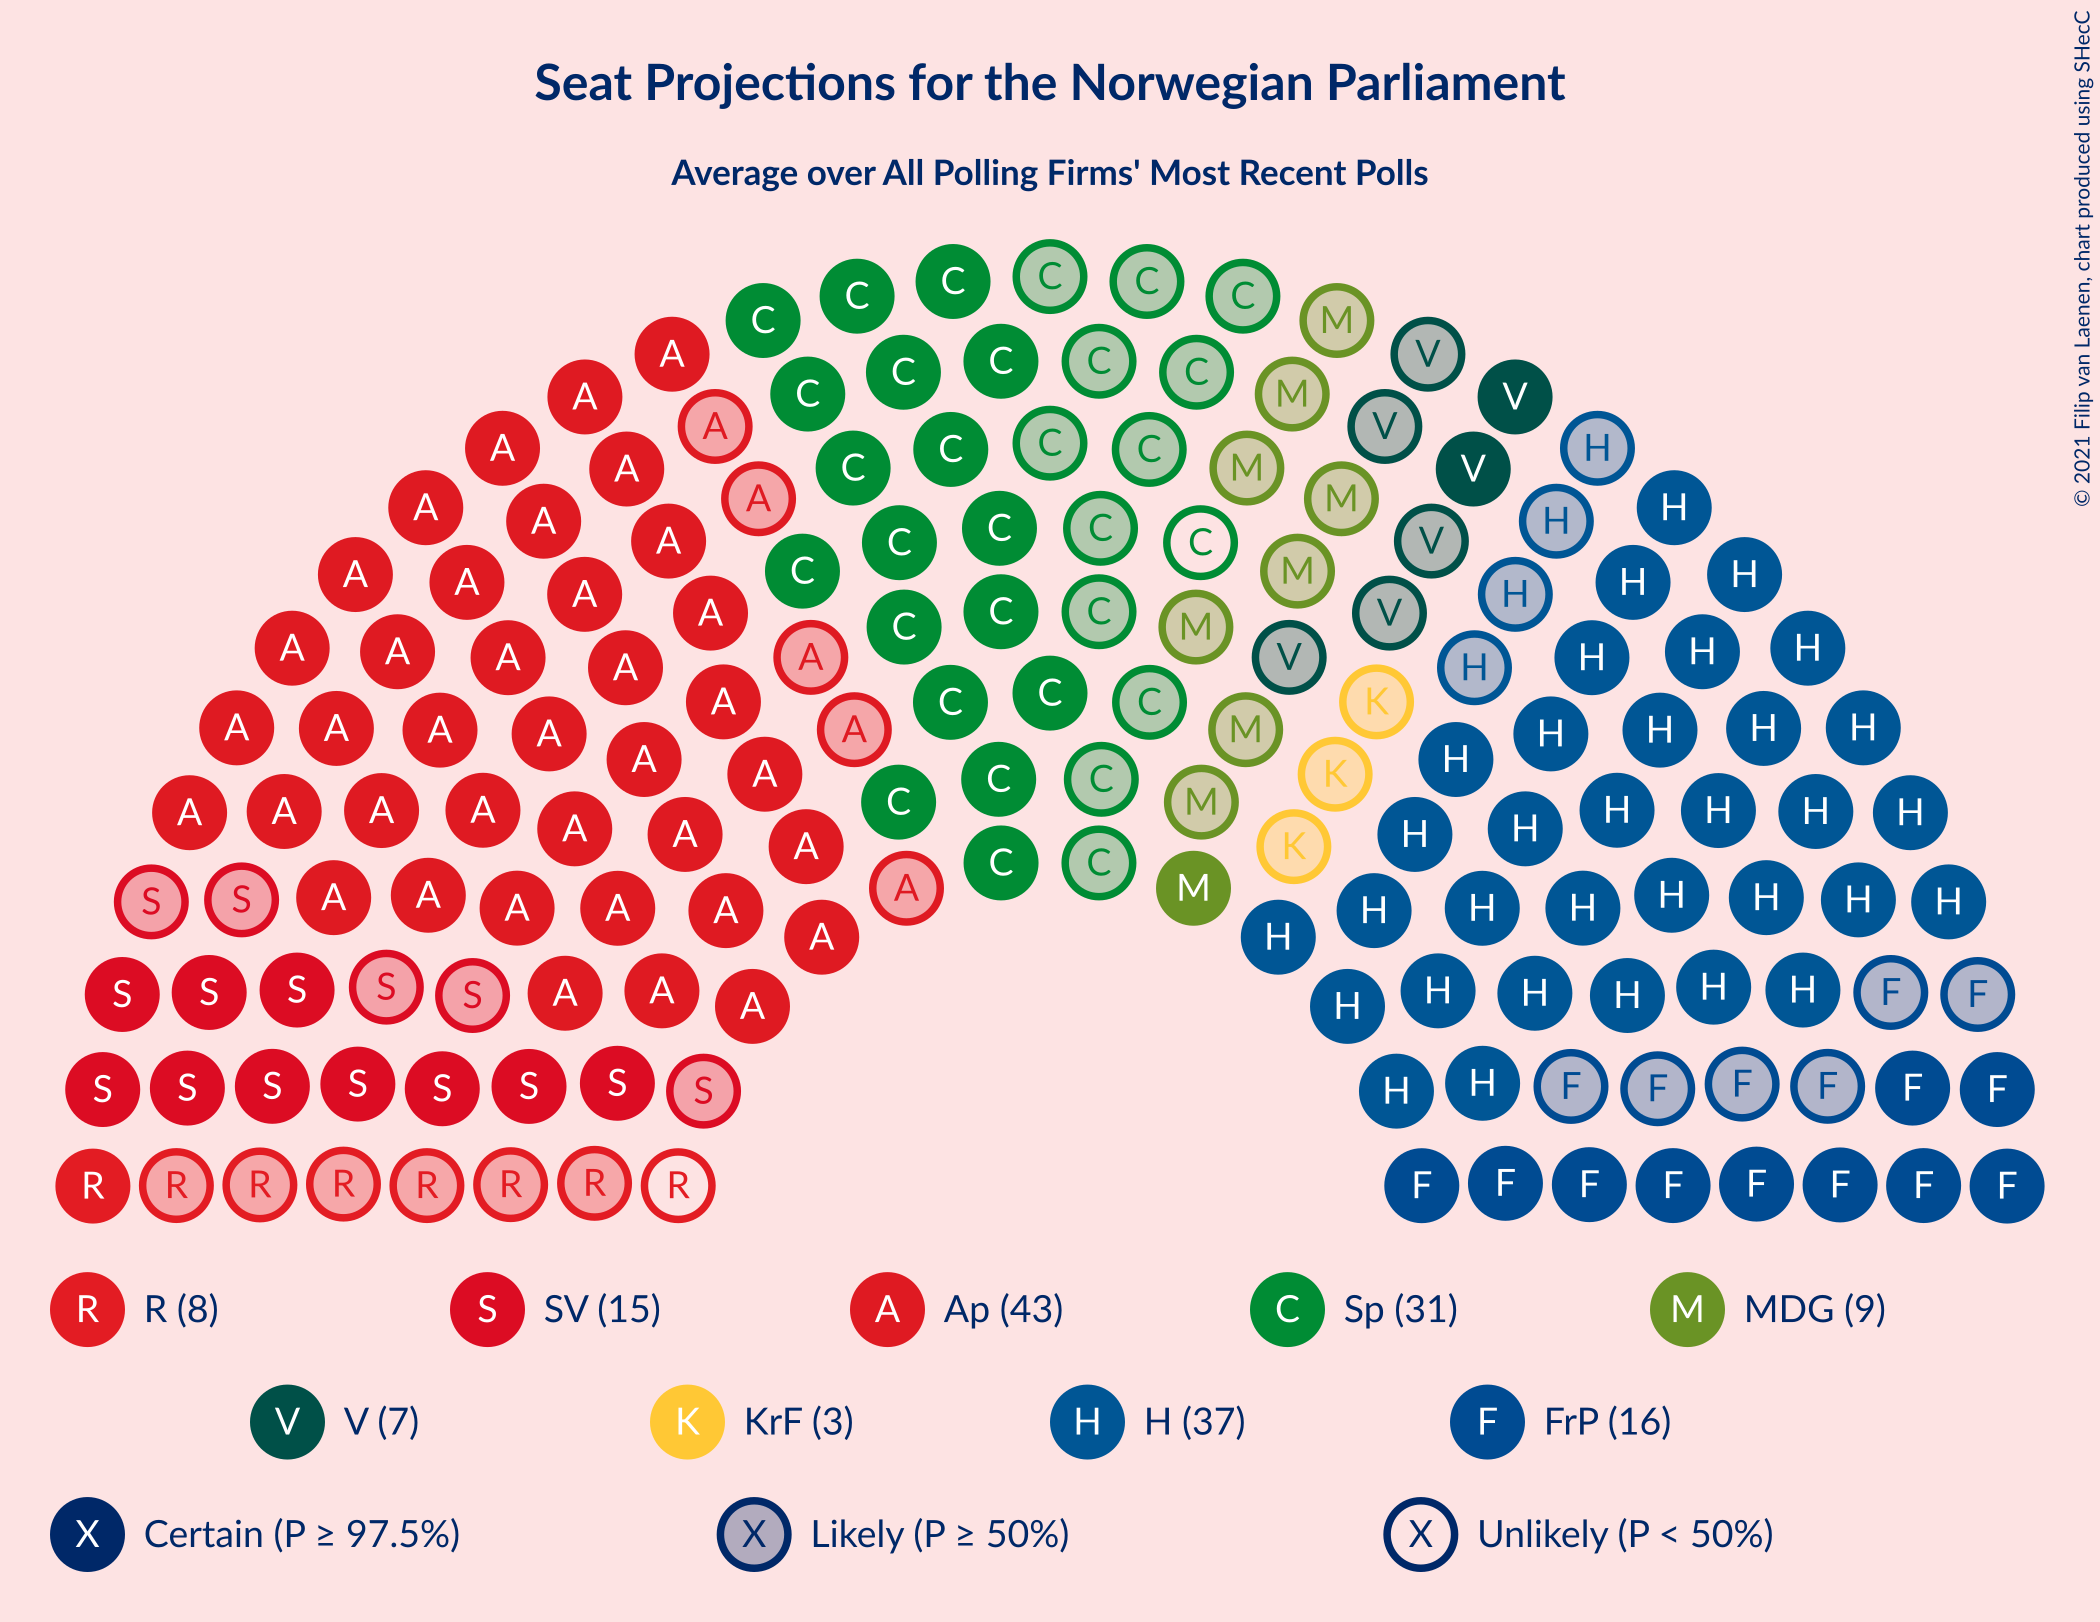 Seat Projections for the Norwegian Parliament
Average over All Polling Firms' Most Recent Polls
© 2021 Filip van Laenen, chart produced using SHecC
C C C C C C
A C C C C C M V
A A C C C C M V V
A A A C C C C C M M V H
A A A A C C C M V V H H
A A A A A C C C M K H H H
A A A A A A C C C M K H H H H
A A A A A A A C C M K H H H H H
S S A A A A A A A H H H H H H H H
S S S S S A A A H H H H H H F F
S S S S S S S S H H F F F F F F
R R R R R R R R F F F F F F F F
R R (8) S SV (15) A Ap (43) C Sp (31) M MDG (9)
V V (7) K KrF (3) H H (37) F FrP (16)
X Certain (P ≥ 97.5%) X Likely (P ≥ 50%) X Unlikely (P < 50%)